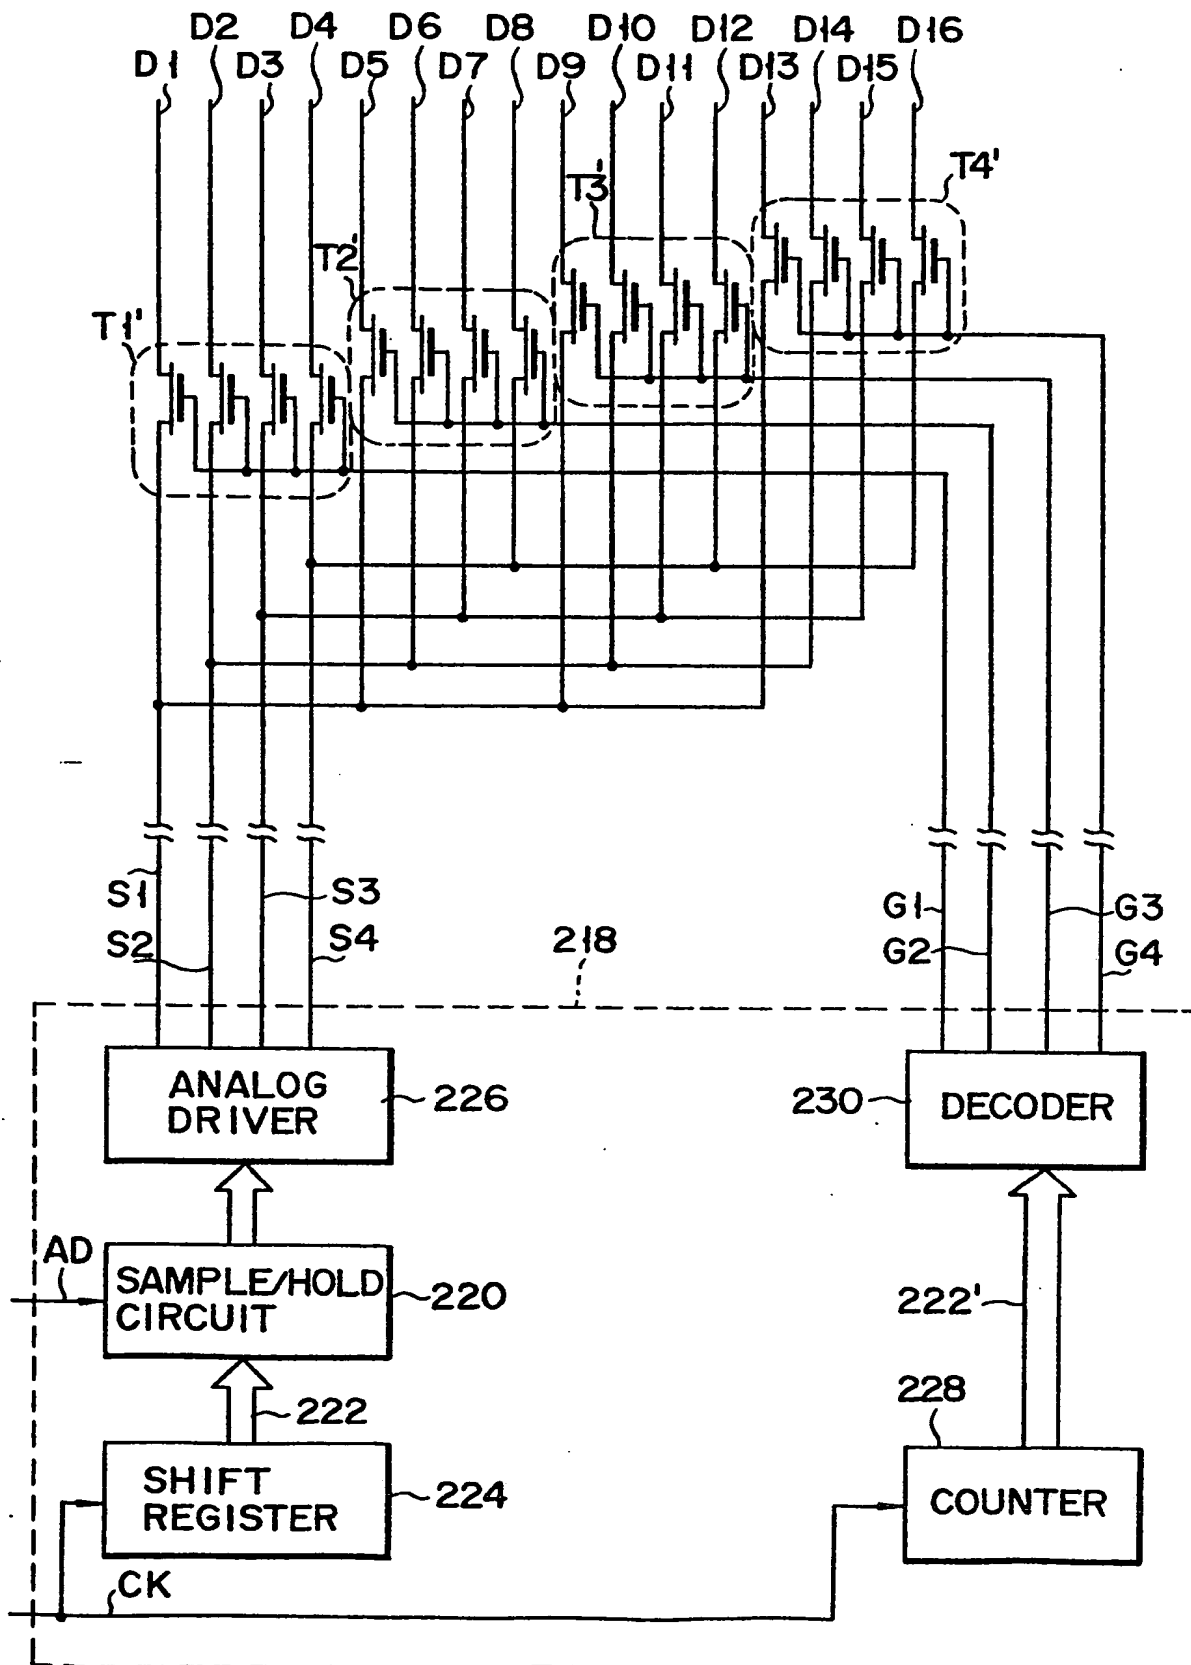 D2 D4 D6 D8 D10 D12 D14 D16
D1 D3 D5 D7 D9 D11 D13 D15
T4'
T3'
T2'
T1'
S1 S3 G1 G3
S2 S4 218 G2 G4
ANALOG
DRIVER
226
230
DECODER
AD
SAMPLE/HOLD
CIRCUIT
220
222'
222
228
SHIFT
REGISTER
224
COUNTER
CK